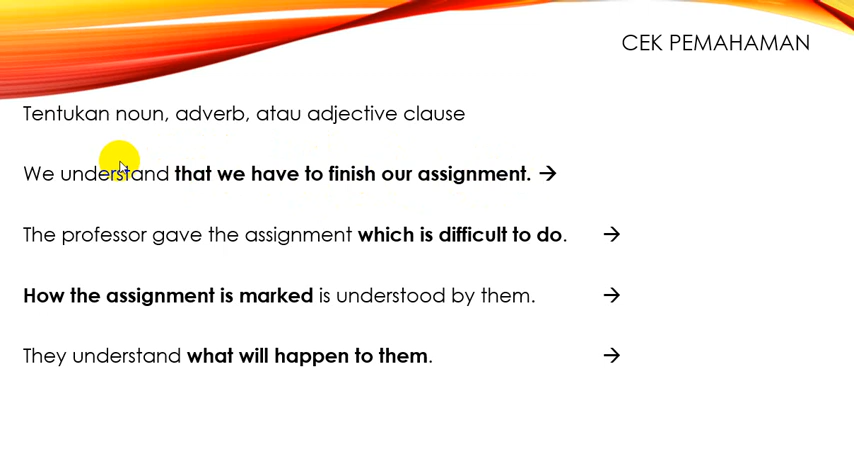 CEK PEMAHAMAN
Tentukan noun, adverb, atau adjective clause
We understand that we have to finish our assignment. →
The professor gave the assignment which is difficult to do. →
How the assignment is marked is understood by them. →
They understand what will happen to them. →